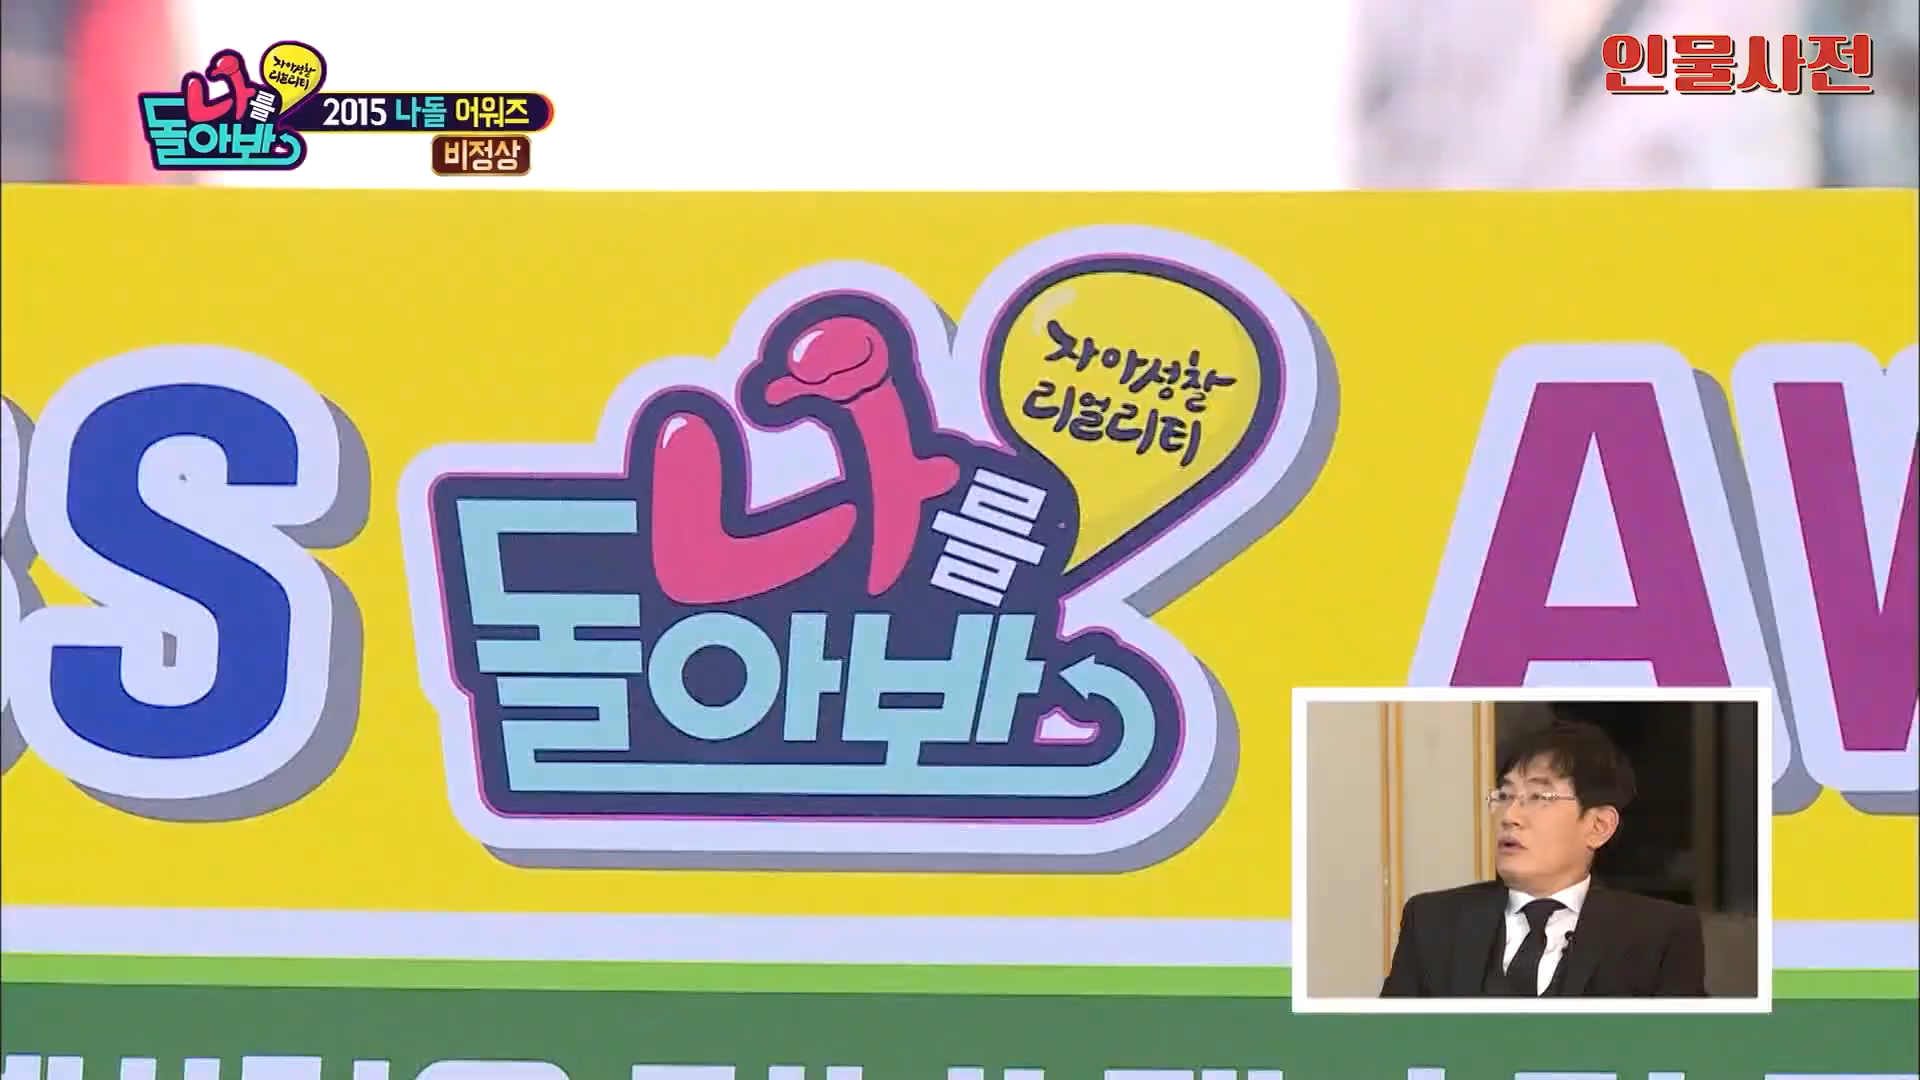 인물사전
자아성찰
리얼리티
나를
돌아봐
2015 나돌 어워즈
비정상
자아성찰
리얼리티
나를
돌아봐
S
A